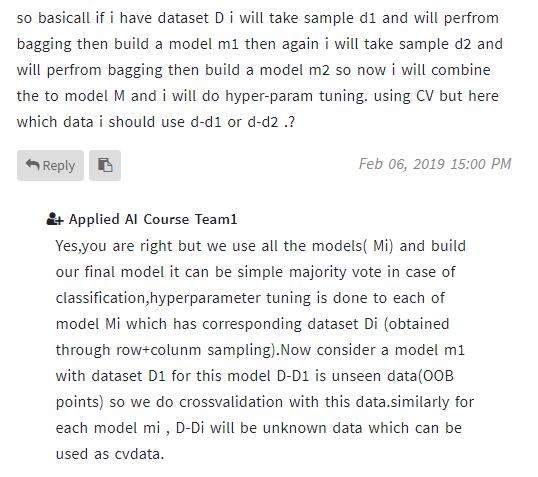 so basicall if i have dataset D i will take sample d1 and will perfrom
bagging then build a model m1 then again i will take sample d2 and
will perfrom bagging then build a model m2 so now i will combine
the to model M and i will do hyper-param tuning. using CV but here
which data i should use d-d1 or d-d2 .?
Reply
Feb 06, 2019 15:00 PM
Applied AI Course Team1
Yes,you are right but we use all the models( Mi) and build
our final model it can be simple majority vote in case of
classification,hyperparameter tuning is done to each of
model Mi which has corresponding dataset Di (obtained
through row+colunm sampling).Now consider a model m1
with dataset D1 for this model D-D1 is unseen data(OOB
points) so we do crossvalidation with this data.similarly for
each model mi , D-Di will be unknown data which can be
used as cvdata.